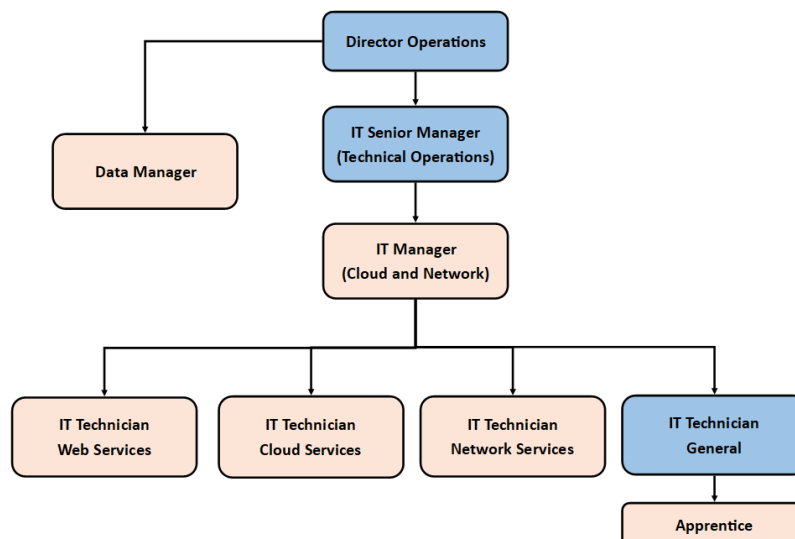 Director Operations
IT Senior Manager
(Technical Operations)
Data Manager
IT Manager
(Cloud and Network)
IT Technician
Web Services
IT Technician
Cloud Services
IT Technician
Network Services
IT Technician
General
Apprentice